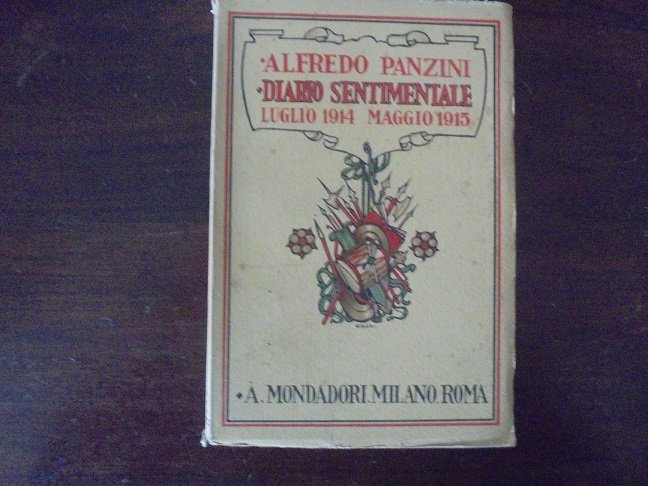 ·ALFREDO PANZINI
·DIARIO SENTIMENTALE
LUGLIO 1914 MAGGIO 1915
·A. MONDADORI. MILANO. ROMA